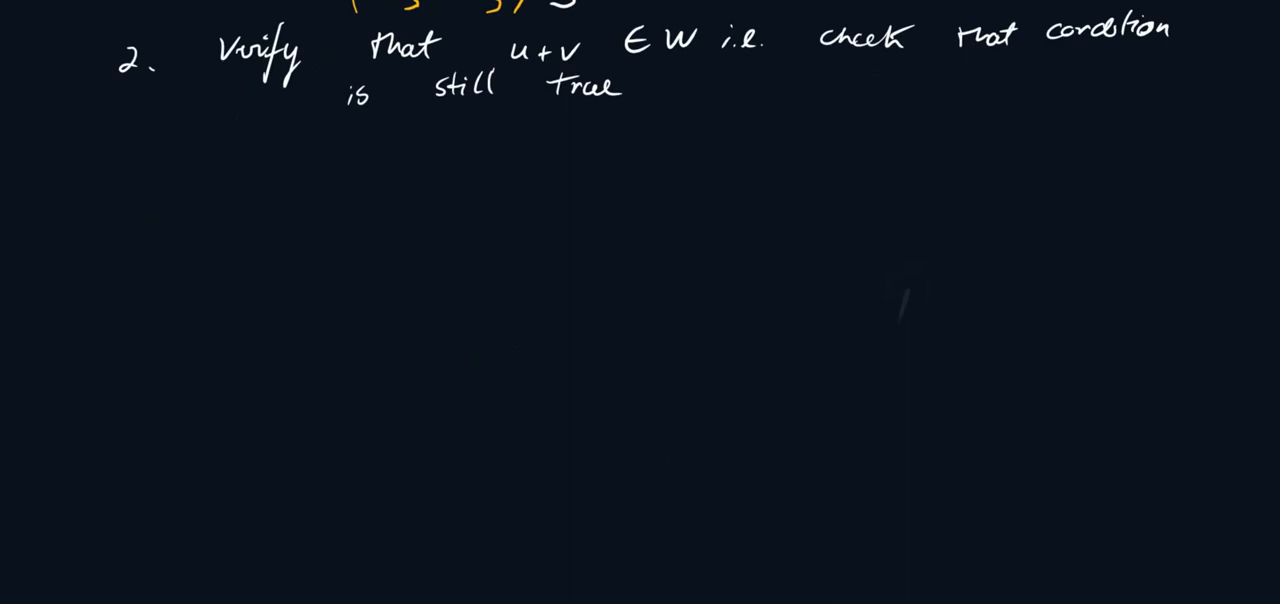 2. Verify that u + v ∈ W i.e. check that condition
is still true